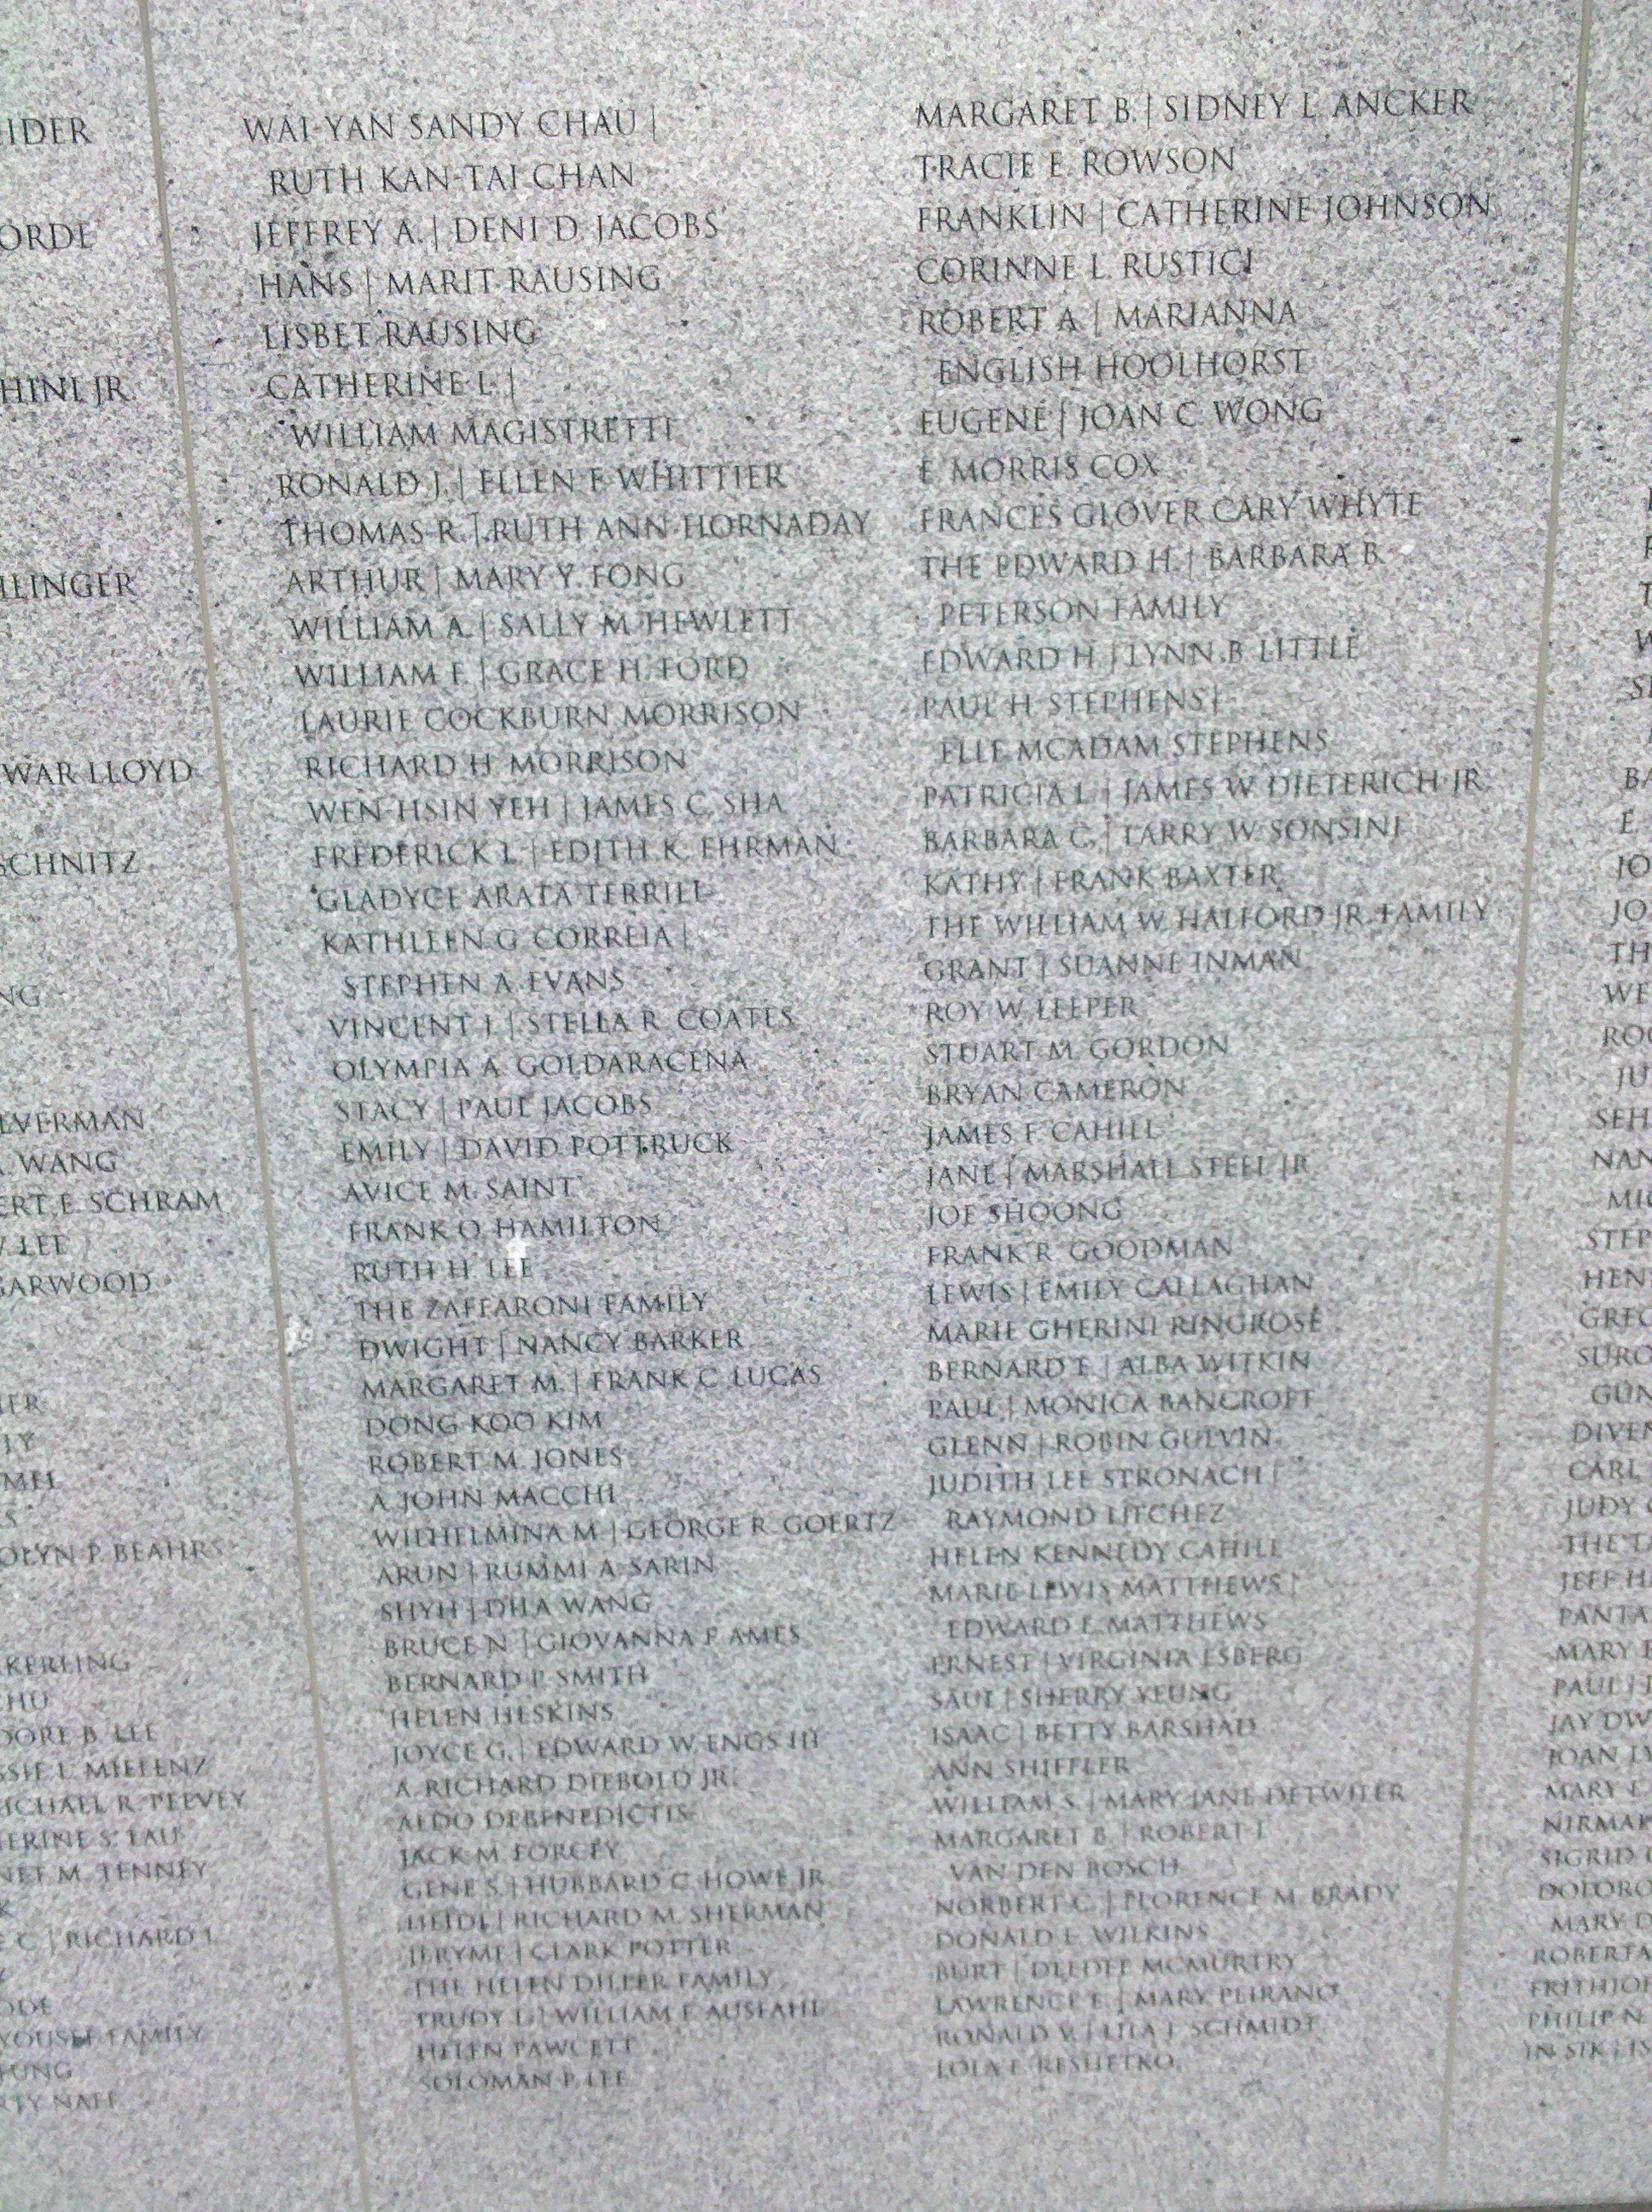 WAI-YAN SANDY CHAU |
RUTH KAN-TAI CHAN
JEFFREY A. | DENI D. JACOBS
HANS | MARIT RAUSING
LISBET RAUSING
CATHERINE L. |
WILLIAM MAGISTRETTI
RONALD J. | ELLEN F. WHITTIER
THOMAS R. | RUTH ANN HORNADAY
ARTHUR | MARY Y. FONG
WILLIAM A. | SALLY M. HEWLETT
WILLIAM F. | GRACE H. FORD
LAURIE COCKBURN MORRISON
RICHARD H. MORRISON
WEN-HSIN YEH | JAMES C. SHA
FREDERICK L. | EDITH K. EHRMAN
GLADYCE ARATA TERRILL
KATHLEEN G. CORREIA |
STEPHEN A. EVANS
VINCENT J. | STELLA R. COATES
OLYMPIA A. GOLDARACENA
STACY | PAUL JACOBS
EMILY | DAVID POTTRUCK
AVICE M. SAINT
FRANK O. HAMILTON
RUTH H. LEE
THE ZAFFARONI FAMILY
DWIGHT | NANCY BARKER
MARGARET M. | FRANK C. LUCAS
DONG KOO KIM
ROBERT M. JONES
A. JOHN MACCHI
WILHELMINA M. | GEORGE R. GOERTZ
ARUN | RUMMI A. SARIN
SHYH | DHA WANG
BRUCE N. | GIOVANNA P. AMES
BERNARD P. SMITH
HELEN HESKINS
JOYCE G. | EDWARD W. ENGS III
A. RICHARD DIEBOLD JR.
ALDO DEBENEDICTIS
JACK M. FORCEY
GENE S. | HUBBARD C. HOWE JR.
HEIDI | RICHARD M. SHERMAN
JERYME | CLARK POTTER
THE HELEN DILLER FAMILY
TRUDY L. | WILLIAM F. AUSFAHL
HELEN FAWCETT
SOLOMAN P. LEE
MARGARET B. | SIDNEY L. ANCKER
TRACIE E. ROWSON
FRANKLIN | CATHERINE JOHNSON
CORINNE L. RUSTICI
ROBERT A. | MARIANNA
ENGLISH HOOLHORST
EUGENE | JOAN C. WONG
E. MORRIS COX
FRANCES GLOVER CARY WHYTE
THE EDWARD H. | BARBARA B.
PETERSON FAMILY
EDWARD H. | LYNN B. LITTLE
PAUL H. STEPHENS |
ELLE MCADAM STEPHENS
PATRICIA L. | JAMES W. DIETERICH JR.
BARBARA C. | LARRY W. SONSINI
KATHY | FRANK BAXTER
THE WILLIAM W. HALFORD JR. FAMILY
GRANT | SUANNE INMAN
ROY W. LEEPER
STUART M. GORDON
BRYAN CAMERON
JAMES F. CAHILL
JANE | MARSHALL STEEL JR.
JOE SHOONG
FRANK R. GOODMAN
LEWIS | EMILY CALLAGHAN
MARIE GHERINI RINGROSE
BERNARD E. | ALBA WITKIN
PAUL | MONICA BANCROFT
GLENN | ROBIN GULVIN
JUDITH LEE STRONACH |
RAYMOND LIFCHEZ
HELEN KENNEDY CAHILL
MARIE LEWIS MATTHEWS |
EDWARD E. MATTHEWS
ERNEST | VIRGINIA ESBERG
SAUL | SHERRY YEUNG
ISAAC | BETTY BARSHAD
ANN SHIFFLER
WILLIAM S. | MARY JANE DETWILER
MARGARET B. | ROBERT J.
VAN DEN BOSCH
NORBERT C. | FLORENCE M. BRADY
DONALD E. WILKINS
BURT | DEEDEE MCMURTRY
LAWRENCE E. | MARY PEIRANO
RONALD V. | LILA J. SCHMIDT
LOLA F. RESHETKO